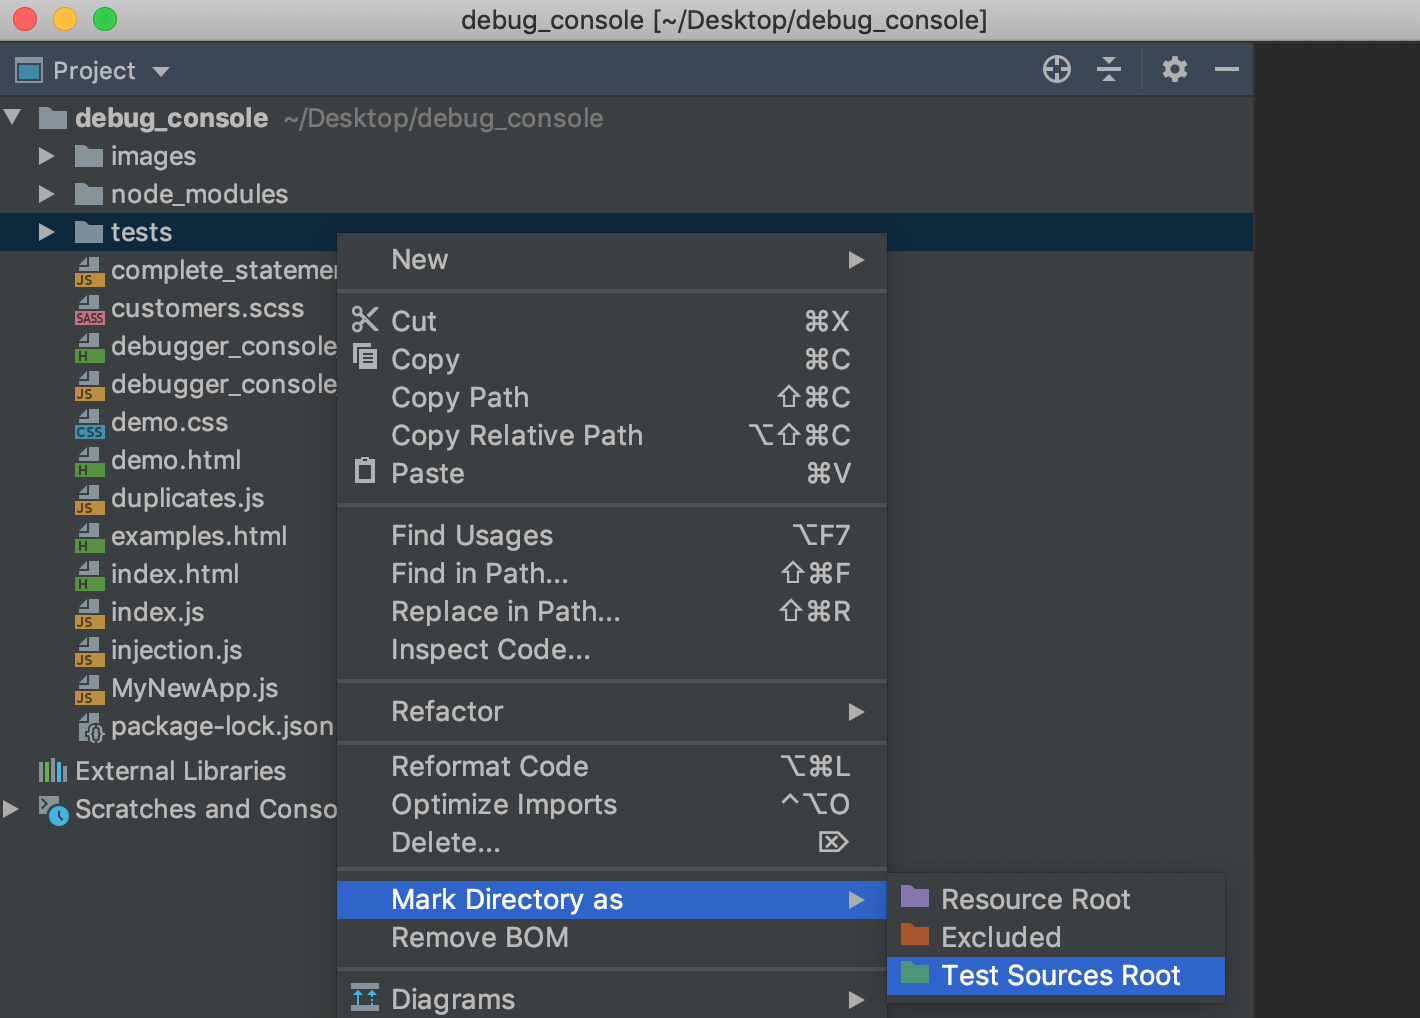 debug_console [~/Desktop/debug_console]
Project
debug_console ~/Desktop/debug_console
images
node_modules
tests
complete_statemer
JS
customers.scss
SASS
debugger_console_
H
debugger_console_
JS
demo.css
CSS
demo.html
H
duplicates.js
JS
examples.html
H
index.html
H
index.js
JS
injection.js
JS
MyNewApp.js
JS
package-lock.json
External Libraries
Scratches and Conso
New
Cut ⌘X
Copy ⌘C
Copy Path ⇧⌘C
Copy Relative Path ⌥⇧⌘C
Paste ⌘V
Find Usages ⌥F7
Find in Path... ⇧⌘F
Replace in Path... ⇧⌘R
Inspect Code...
Refactor
Reformat Code ⌥⌘L
Optimize Imports ^⌥O
Delete... ⌦
Mark Directory as
Remove BOM
Diagrams
Resource Root
Excluded
Test Sources Root